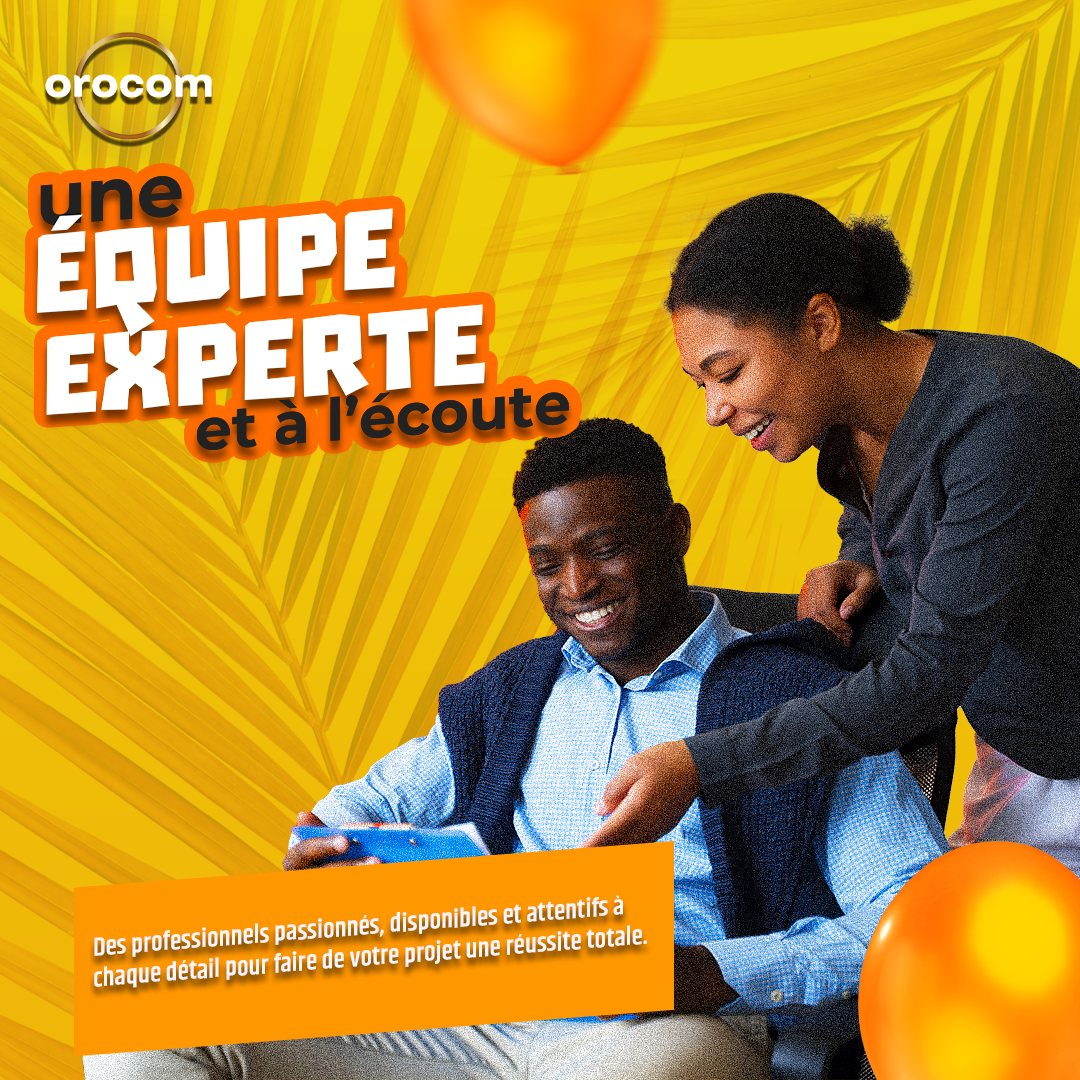 orocom
une
ÉQUIPE
EXPERTE
et à l'écoute
Des professionnels passionnés, disponibles et attentifs à
chaque détail pour faire de votre projet une réussite totale.